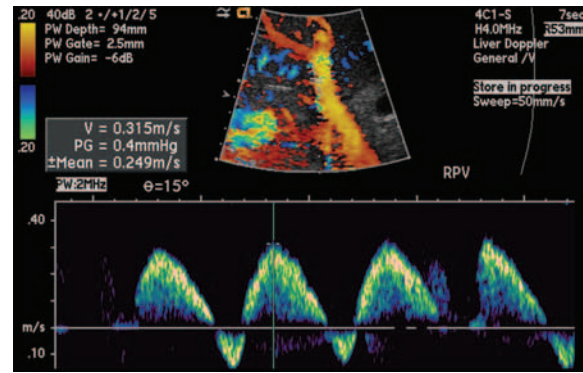 .20
40dB 2 ·/+1/2/5
PW Depth= 94mm
PW Gate= 2.5mm
PW Gain= -6dB
4C1-S 7sec
H4.0MHz R53mm
Liver Doppler
General /V
Store in progress
Sweep=50mm/s
.20
V = 0.315m/s
PG = 0.4mmHg
±Mean = 0.249m/s
RPV
PW:2MHz θ=15°
.40
m/s
.10